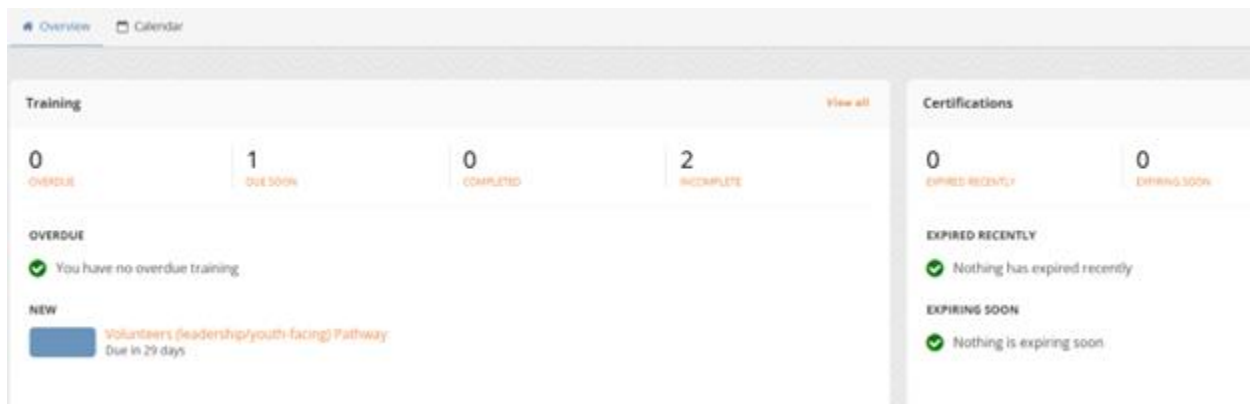 Overview Calendar
Training View all
0 1 0 2
OVERDUE DUE SOON COMPLETED INCOMPLETE
OVERDUE
You have no overdue training
NEW
Volunteers (leadership/youth-facing) Pathway
Due in 29 days
Certifications
0 0
EXPIRED RECENTLY EXPIRING SOON
EXPIRED RECENTLY
Nothing has expired recently
EXPIRING SOON
Nothing is expiring soon